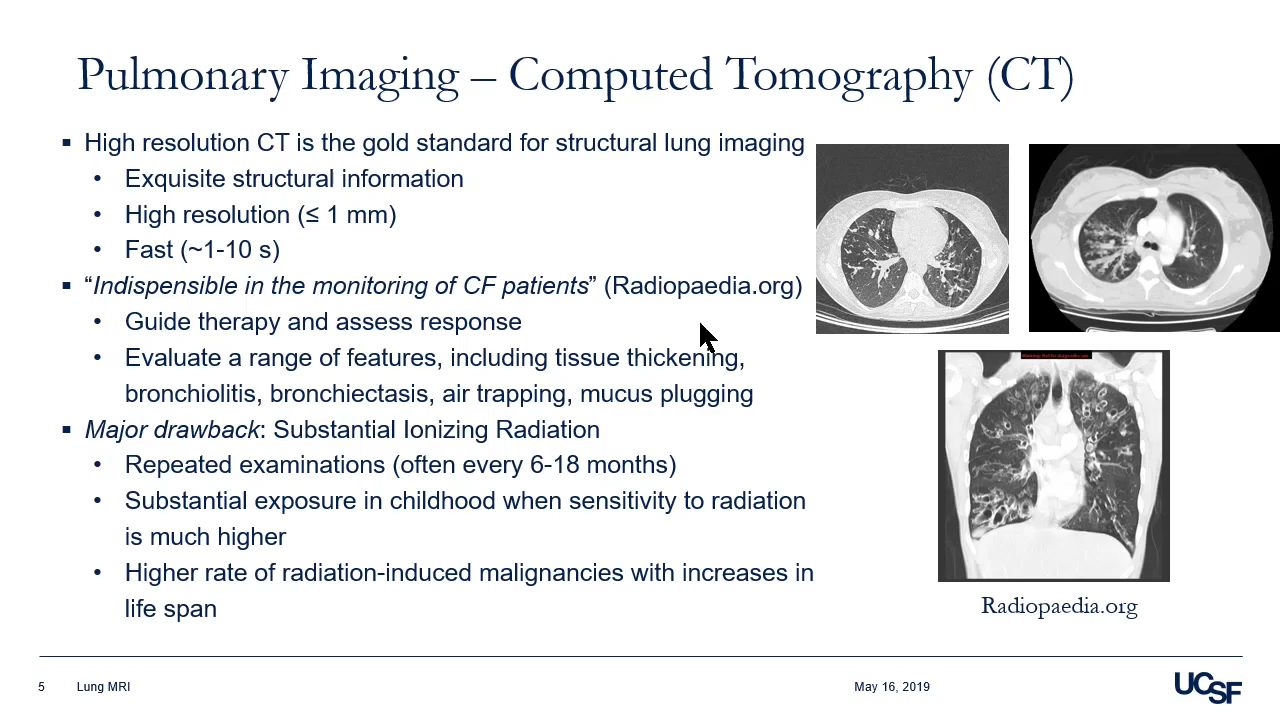 Pulmonary Imaging – Computed Tomography (CT)
▪ High resolution CT is the gold standard for structural lung imaging
• Exquisite structural information
• High resolution (≤ 1 mm)
• Fast (~1-10 s)
▪ “Indispensible in the monitoring of CF patients” (Radiopaedia.org)
• Guide therapy and assess response
• Evaluate a range of features, including tissue thickening,
bronchiolitis, bronchiectasis, air trapping, mucus plugging
▪ Major drawback: Substantial Ionizing Radiation
• Repeated examinations (often every 6-18 months)
• Substantial exposure in childhood when sensitivity to radiation
is much higher
• Higher rate of radiation-induced malignancies with increases in
life span
Radiopaedia.org
5 Lung MRI May 16, 2019 UCSF